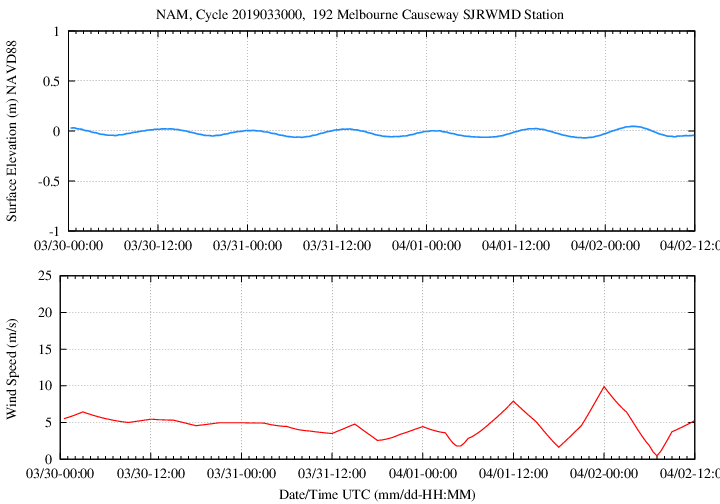 NAM, Cycle 2019033000,  192 Melbourne Causeway SJRWMD Station
Surface Elevation (m) NAVD88
1
0.5
0
-0.5
-1
03/30-00:00 03/30-12:00 03/31-00:00 03/31-12:00 04/01-00:00 04/01-12:00 04/02-00:00 04/02-12:00
Wind Speed (m/s)
25
20
15
10
5
0
03/30-00:00 03/30-12:00 03/31-00:00 03/31-12:00 04/01-00:00 04/01-12:00 04/02-00:00 04/02-12:00
Date/Time UTC (mm/dd-HH:MM)